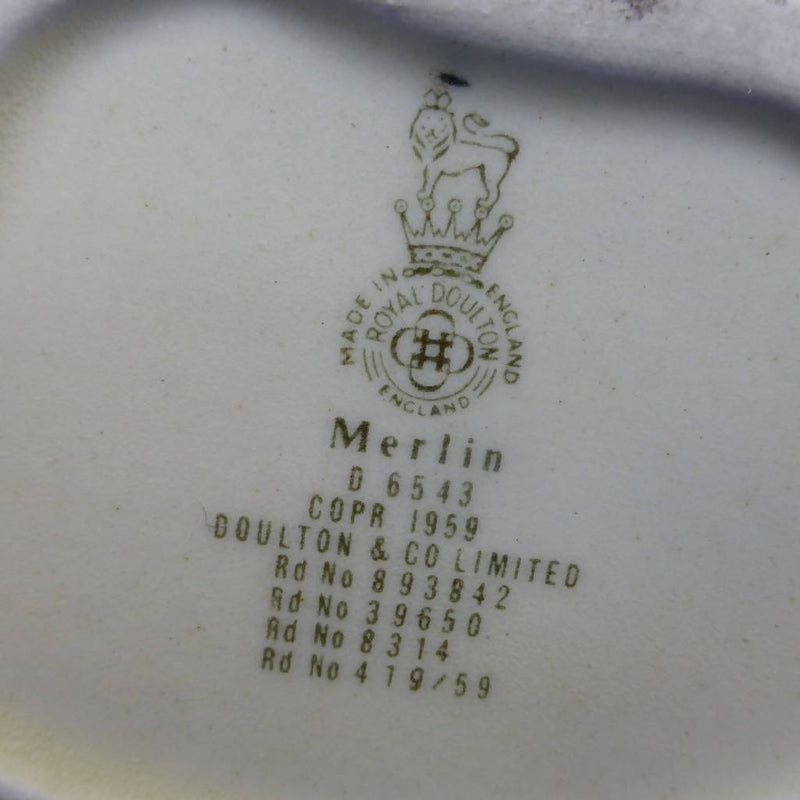 MADE IN ENGLAND
ROYAL DOULTON
ENGLAND
Merlin
D 6543
COPR 1959
DOULTON & CO LIMITED
Rd No 893842
Rd No 39650
Rd No 8314
Rd No 419/59